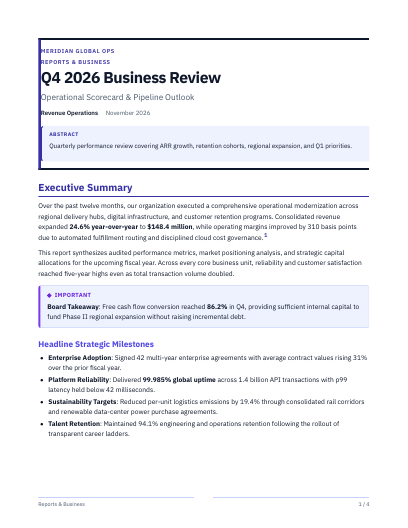 MERIDIAN GLOBAL OPS
REPORTS & BUSINESS
Q4 2026 Business Review
Operational Scorecard & Pipeline Outlook
Revenue Operations November 2026
ABSTRACT
Quarterly performance review covering ARR growth, retention cohorts, regional expansion, and Q1 priorities.
Executive Summary
Over the past twelve months, our organization executed a comprehensive operational modernization across
regional delivery hubs, digital infrastructure, and customer retention programs. Consolidated revenue
expanded 24.6% year-over-year to $148.4 million, while operating margins improved by 310 basis points
due to automated fulfillment routing and disciplined cloud cost governance.
This report synthesizes audited performance metrics, market positioning analysis, and strategic capital
allocations for the upcoming fiscal year. Across every core business unit, reliability and customer satisfaction
reached five-year highs even as total transaction volume doubled.
◆ IMPORTANT
Board Takeaway: Free cash flow conversion reached 86.2% in Q4, providing sufficient internal capital to
fund Phase II regional expansion without raising incremental debt.
Headline Strategic Milestones
• Enterprise Adoption: Signed 42 multi-year enterprise agreements with average contract values rising 31%
over the prior fiscal year.
• Platform Reliability: Delivered 99.985% global uptime across 1.4 billion API transactions with p99
latency held below 42 milliseconds.
• Sustainability Targets: Reduced per-unit logistics emissions by 19.4% through consolidated rail corridors
and renewable data-center power purchase agreements.
• Talent Retention: Maintained 94.1% engineering and operations retention following the rollout of
transparent career ladders.
Reports & Business
1 / 4